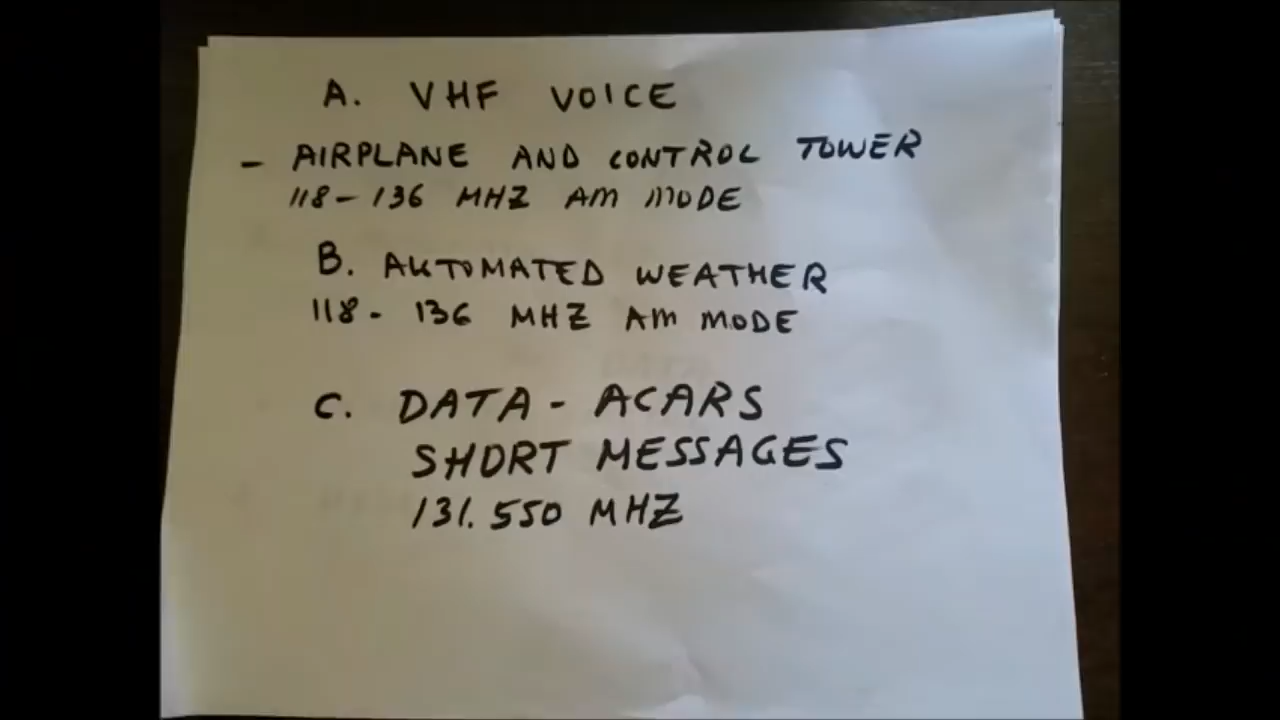 A. VHF VOICE
- AIRPLANE AND CONTROL TOWER
118-136 MHZ AM MODE
B. AUTOMATED WEATHER
118- 136 MHZ AM MODE
C. DATA - ACARS
SHORT MESSAGES
131.550 MHZ